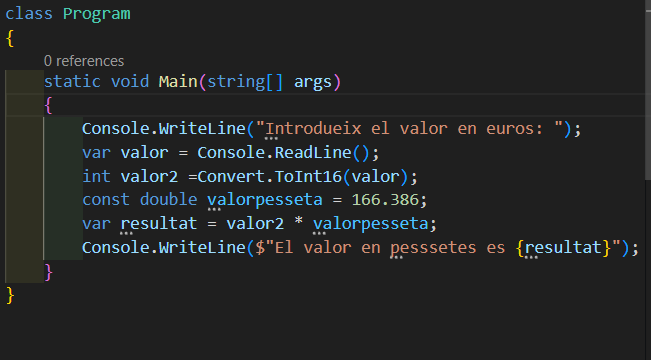 class Program
{
0 references
static void Main(string[] args)
{
Console.WriteLine("Introdueix el valor en euros: ");
var valor = Console.ReadLine();
int valor2 =Convert.ToInt16(valor);
const double valorpesseta = 166.386;
var resultat = valor2 * valorpesseta;
Console.WriteLine($"El valor en pesssetes es {resultat}");
}
}